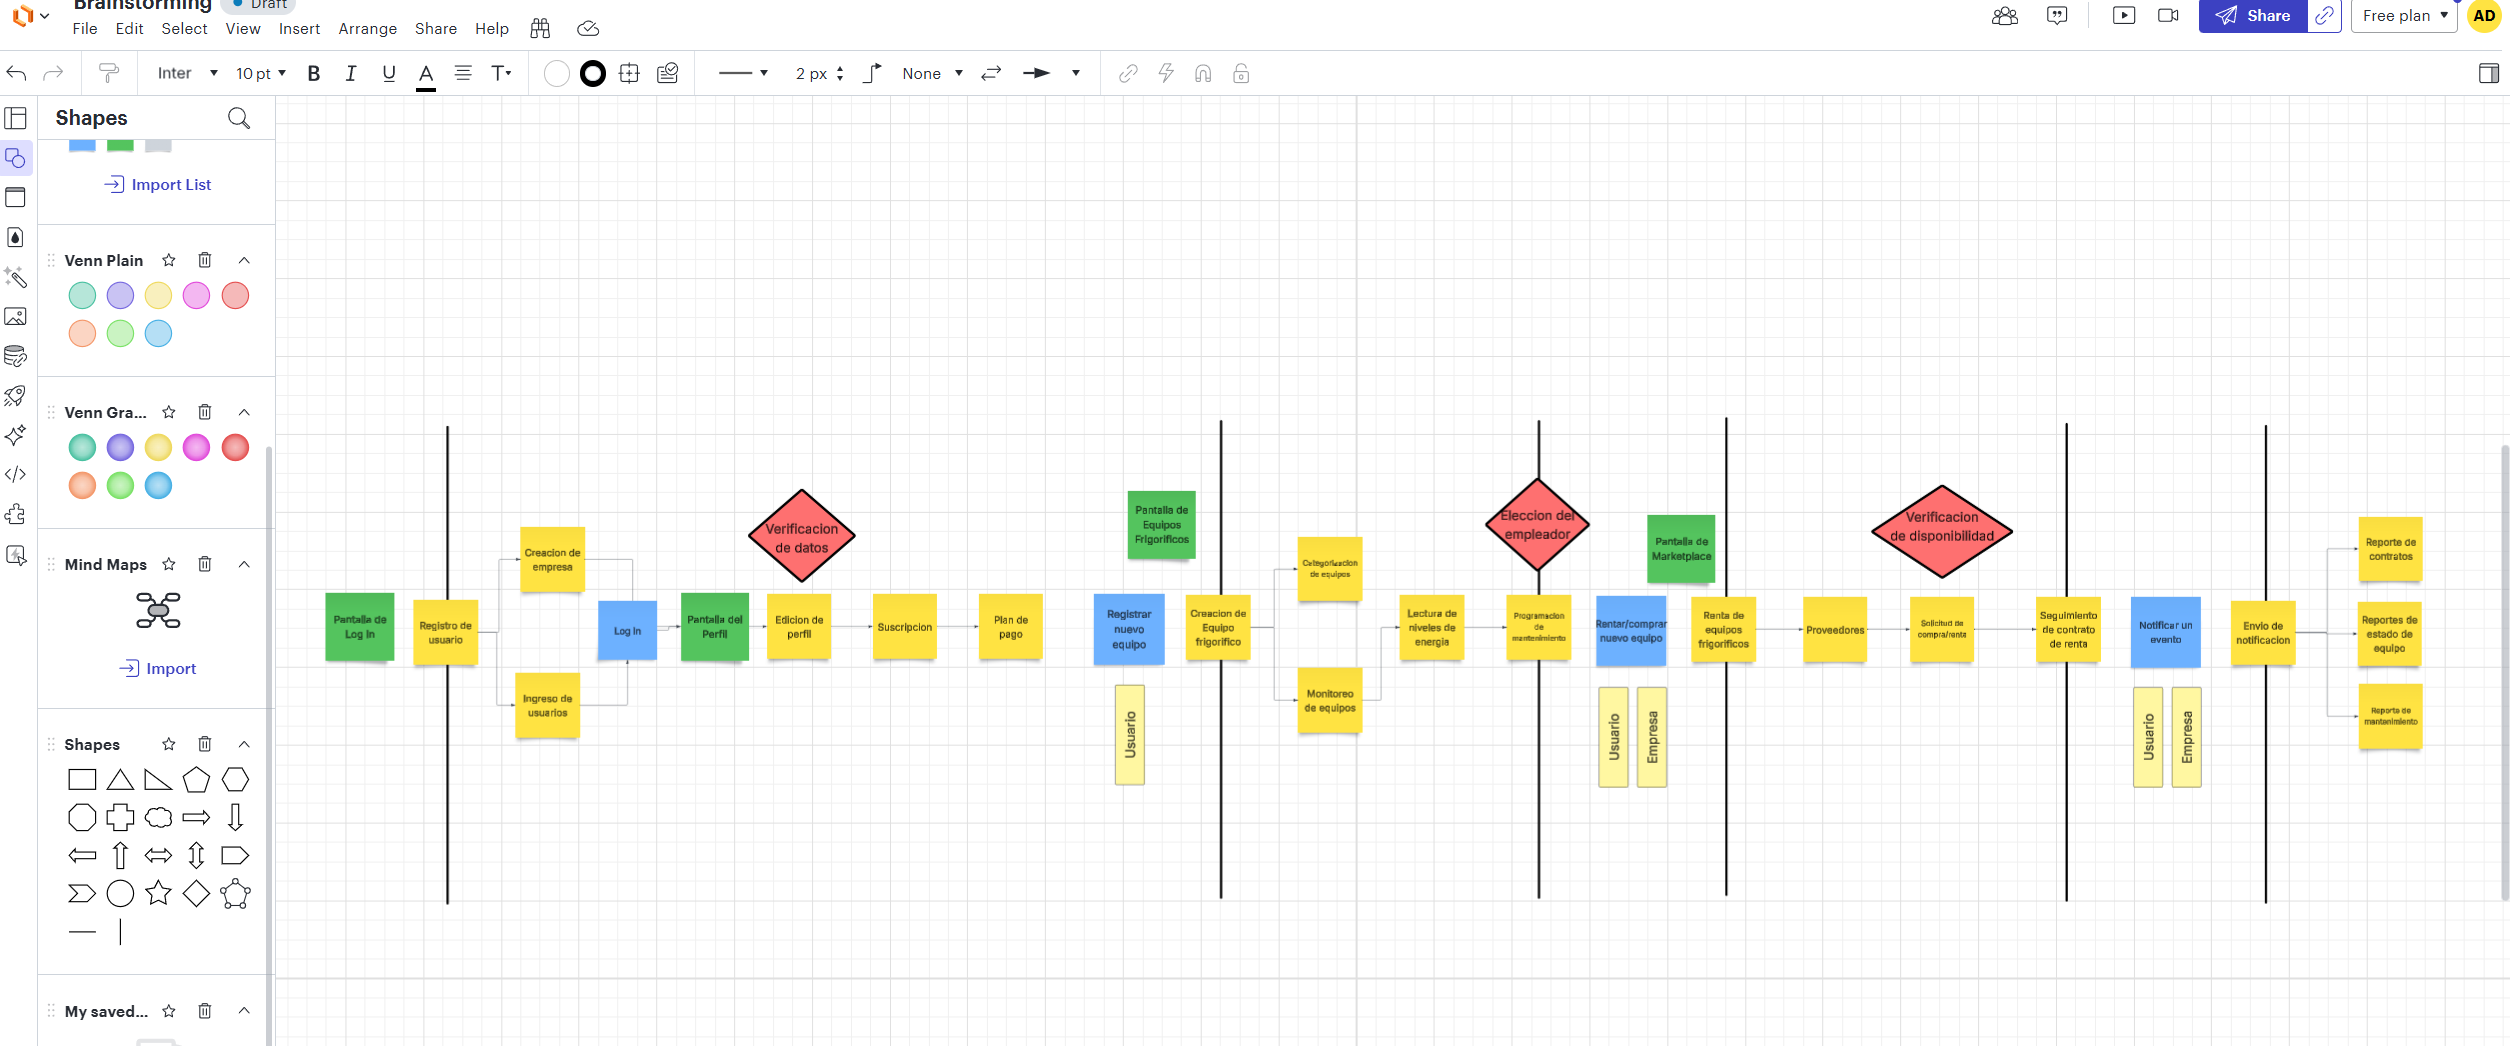 Brainstorming Draft
File Edit Select View Insert Arrange Share Help
Share
Free plan
AD
Inter 10 pt B I U A T 2 px None
Shapes
Import List
Venn Plain
Venn Gra...
Mind Maps
Import
Shapes
My saved...
Pantalla de
Log In
Registro de
usuario
Creacion de
empresa
Ingreso de
usuarios
Log In
Pantalla del
Perfil
Verificacion
de datos
Edicion de
perfil
Suscripcion
Plan de
pago
Pantalla de
Equipos
Frigorificos
Registrar
nuevo
equipo
Usuario
Creacion de
Equipo
frigorifico
Categorizacion
de equipos
Monitoreo
de equipos
Lectura de
niveles de
energia
Eleccion del
empleador
Programacion
de
mantenimiento
Pantalla de
Marketplace
Rentar/comprar
nuevo equipo
Usuario
Empresa
Renta de
equipos
frigorificos
Proveedores
Verificacion
de disponibilidad
Solicitud de
compra/renta
Seguimiento
de contrato
de renta
Notificar un
evento
Usuario
Empresa
Envio de
notificacion
Reporte de
contratos
Reportes de
estado de
equipo
Reporte de
mantenimiento